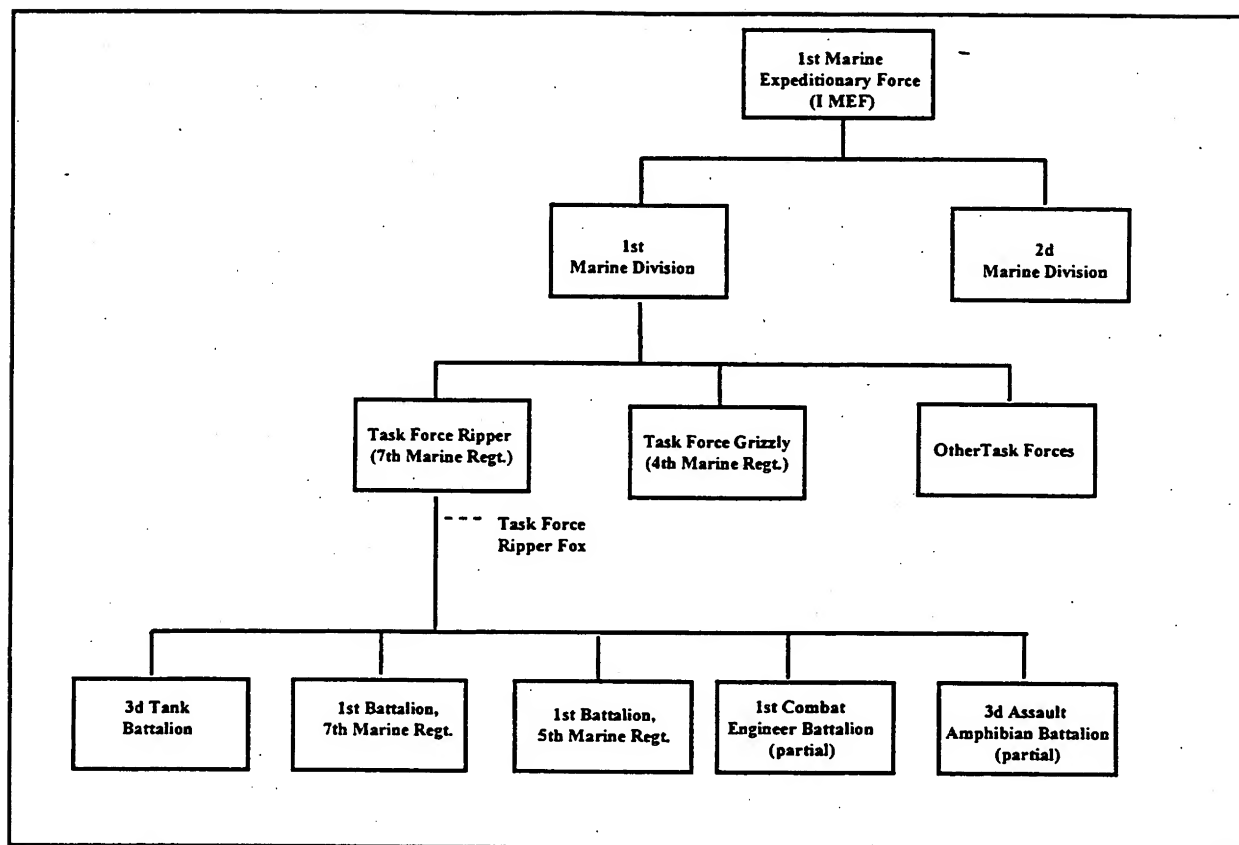 1st Marine
Expeditionary Force
(I MEF)
1st
Marine Division
2d
Marine Division
Task Force Ripper
(7th Marine Regt.)
Task Force Grizzly
(4th Marine Regt.)
OtherTask Forces
Task Force
Ripper Fox
3d Tank
Battalion
1st Battalion,
7th Marine Regt.
1st Battalion,
5th Marine Regt.
1st Combat
Engineer Battalion
(partial)
3d Assault
Amphibian Battalion
(partial)